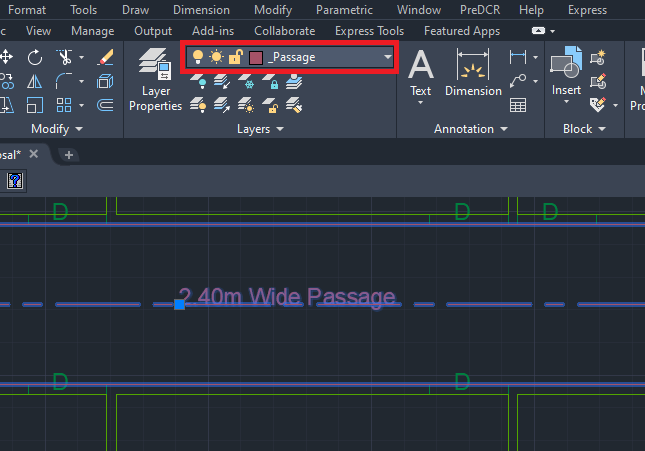 Format Tools Draw Dimension Modify Parametric Window PreDCR Help
View Manage Output Add-ins Collaborate Express Tools Featured Apps
_Passage
Layer Properties
Text
Dimension
Insert
Modify
Layers
Annotation
Block
osal*
D D D
2.40m Wide Passage
D D